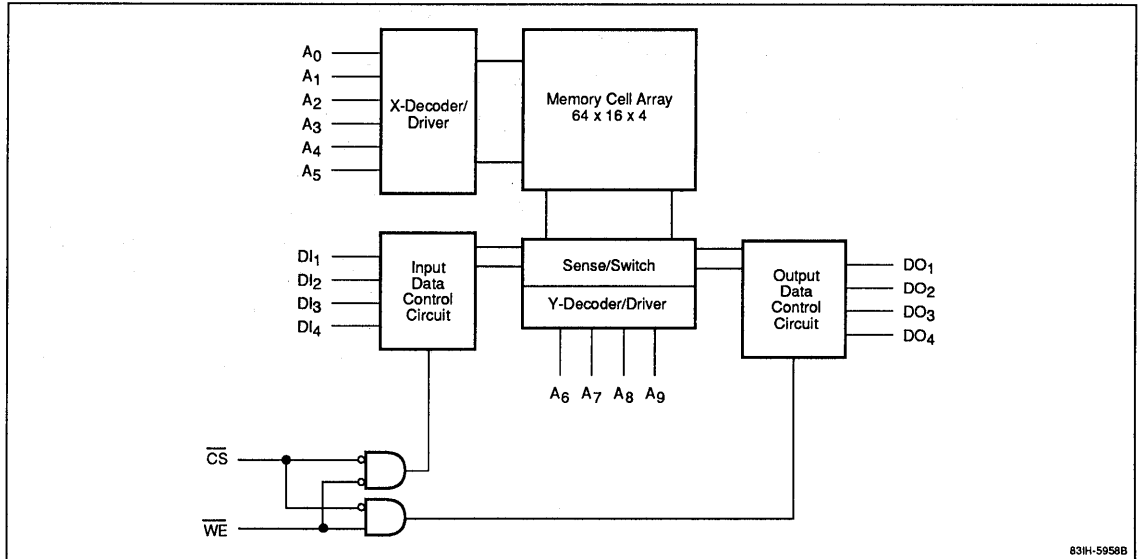 A0
A1
A2
A3
A4
A5
X-Decoder/
Driver
Memory Cell Array
64 x 16 x 4
DI1
DI2
DI3
DI4
Input
Data
Control
Circuit
Sense/Switch
Y-Decoder/Driver
Output
Data
Control
Circuit
DO1
DO2
DO3
DO4
A6 A7 A8 A9
CS
WE
83IH-5958B